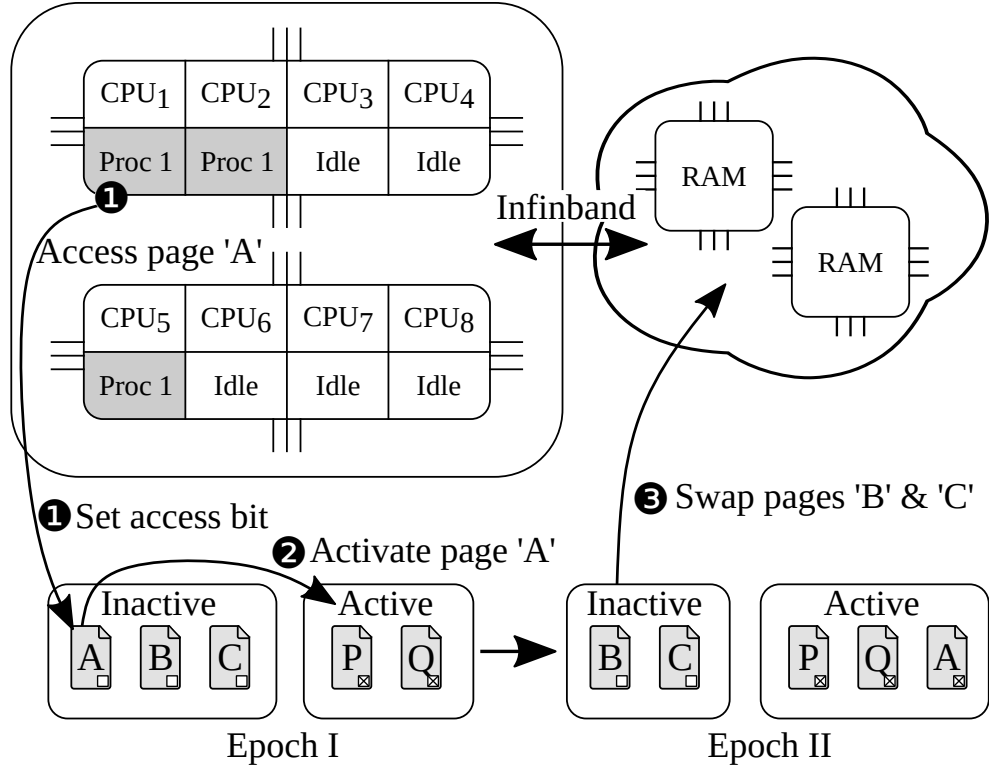 CPU1 CPU2 CPU3 CPU4
Proc 1 Proc 1 Idle Idle
❶
Access page 'A'
CPU5 CPU6 CPU7 CPU8
Proc 1 Idle Idle Idle
Infinband
RAM
RAM
❶ Set access bit
❷ Activate page 'A'
❸ Swap pages 'B' & 'C'
Inactive
A B C
Active
P Q
Epoch I
Inactive
B C
Active
P Q A
Epoch II